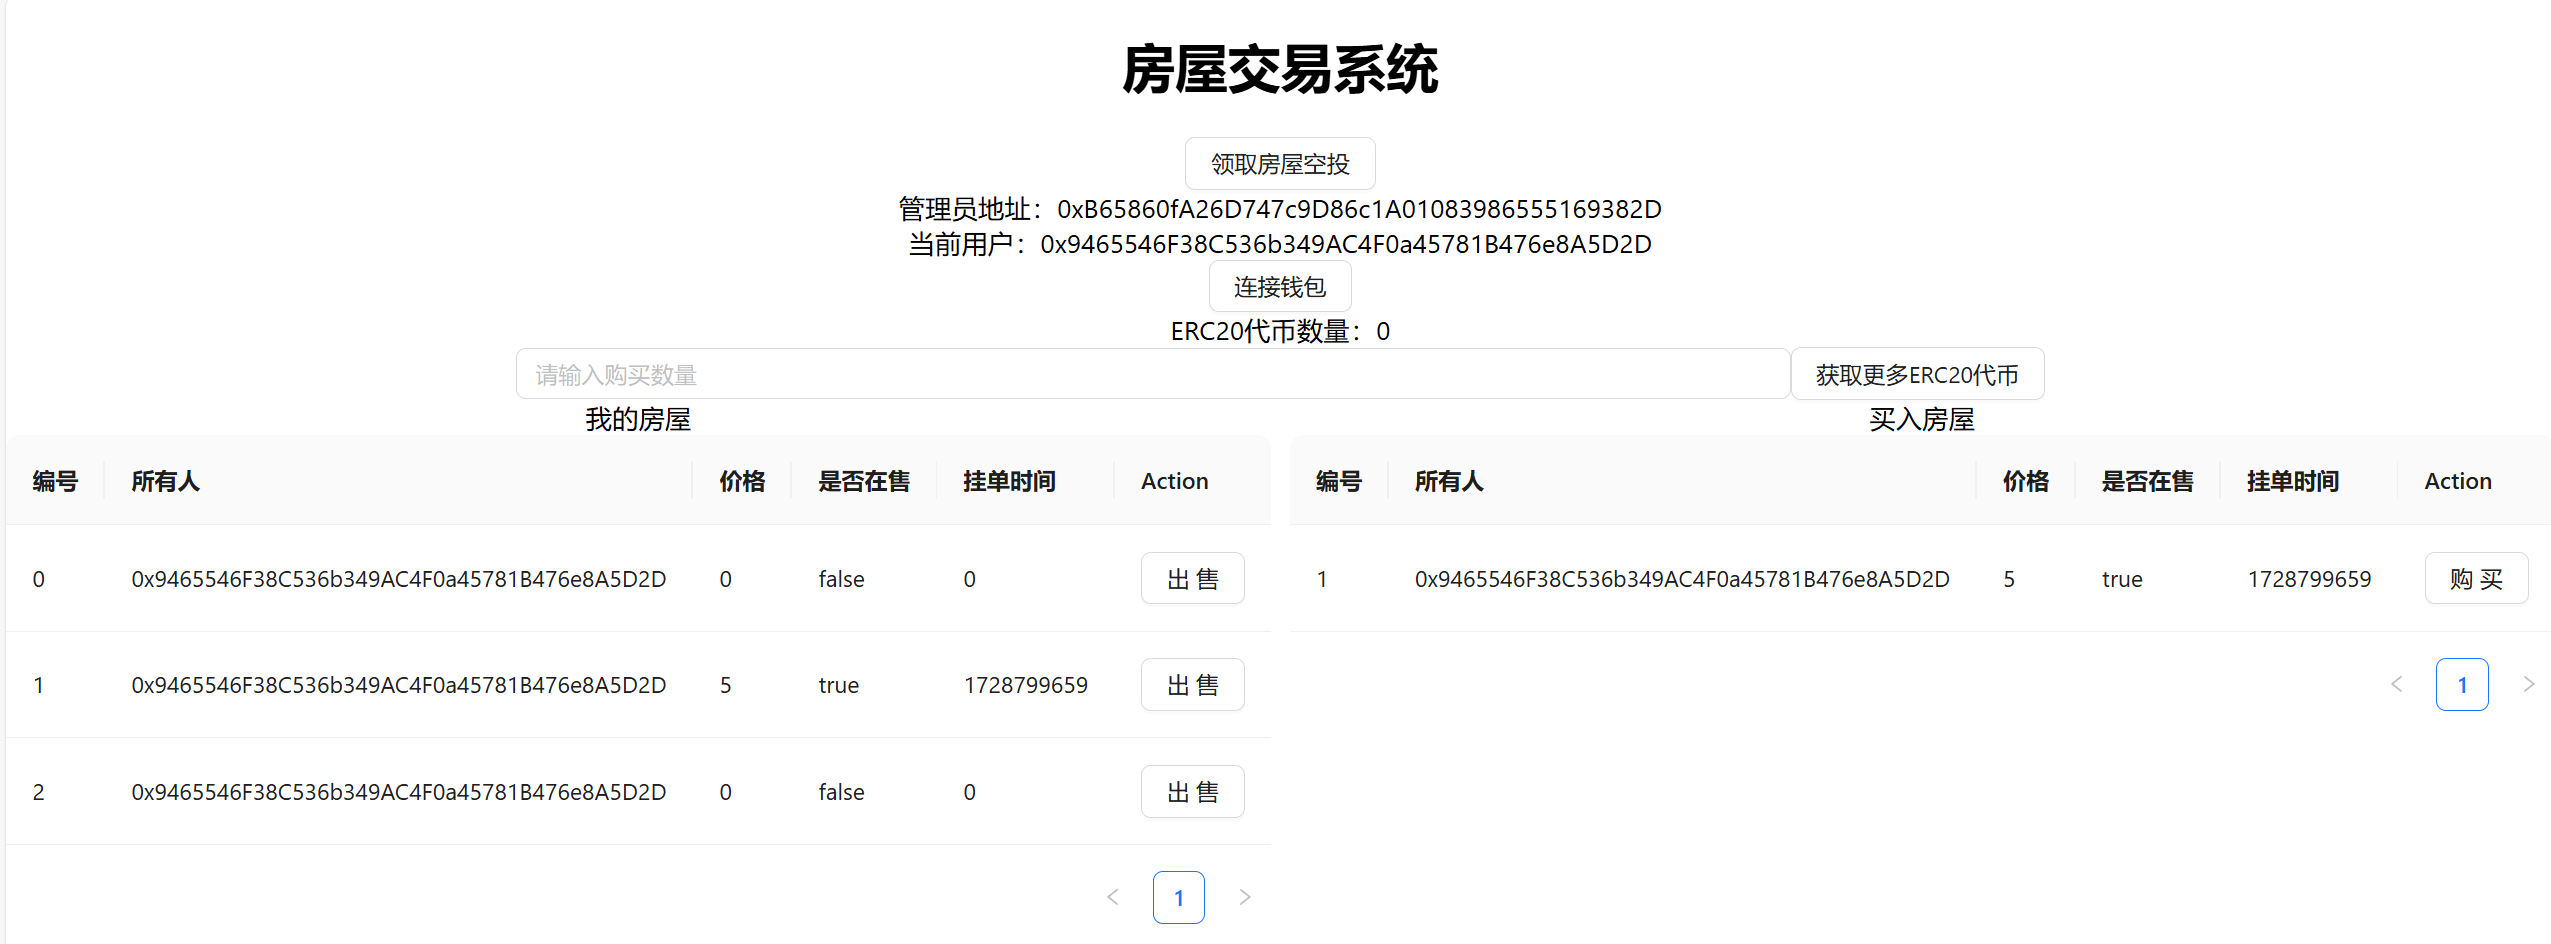 房屋交易系统
领取房屋空投
管理员地址：0xB65860fA26D747c9D86c1A01083986555169382D
当前用户：0x9465546F38C536b349AC4F0a45781B476e8A5D2D
连接钱包
ERC20代币数量：0
请输入购买数量 获取更多ERC20代币
我的房屋
编号 所有人 价格 是否在售 挂单时间 Action
0 0x9465546F38C536b349AC4F0a45781B476e8A5D2D 0 false 0 出售
1 0x9465546F38C536b349AC4F0a45781B476e8A5D2D 5 true 1728799659 出售
2 0x9465546F38C536b349AC4F0a45781B476e8A5D2D 0 false 0 出售
< 1 >
买入房屋
编号 所有人 价格 是否在售 挂单时间 Action
1 0x9465546F38C536b349AC4F0a45781B476e8A5D2D 5 true 1728799659 购买
< 1 >